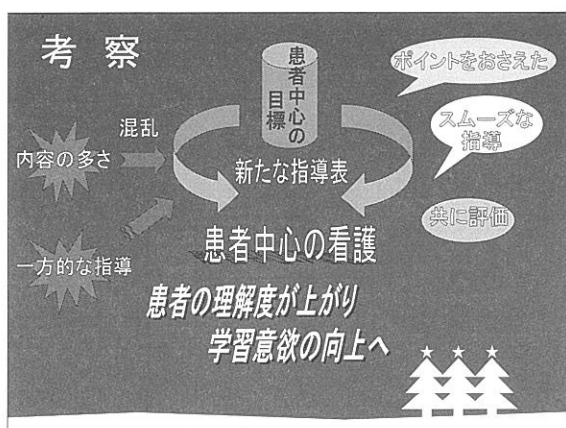 考 察
患者中心の
目標
ポイントをおさえた
スムーズな
指導
共に評価
混乱
内容の多さ
一方的な指導
新たな指導表
患者中心の看護
患者の理解度が上がり
学習意欲の向上へ